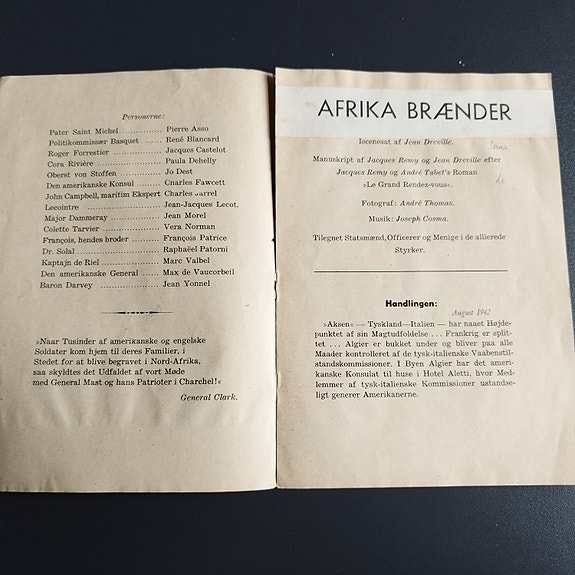 Personerne:
Pater Saint Michel ............ Pierre Asso
Politikommissær Basquet ..... René Blancard
Roger Forrestier .............. Jacques Castelot
Cora Rivière .................. Paula Dehelly
Oberst von Stoffen ........... Jo Dest
Den amerikanske Konsul ...... Charles Fawcett
John Campbell, maritim Ekspert Charles Jarrel
Lecointre .................... Jean-Jacques Lecot.
Major Dammeray .............. Jean Morel
Colette Tarvier ............... Vera Norman
François, hendes broder ...... François Patrice
Dr. Solal ..................... Raphaëel Patorni
Kaptajn de Riel .............. Marc Valbel
Den amerikanske General ..... Max de Vaucorbeil
Baron Darvey ................ Jean Yonnel
»Naar Tusinder af amerikanske og engelske
Soldater kom hjem til deres Familier, i
Stedet for at blive begravet i Nord-Afrika,
saa skyldtes det Udfaldet af vort Møde
med General Mast og hans Patrioter i Charchel!«
General Clark.
AFRIKA BRÆNDER
Iscenesat af Jean Dreville.
Manuskript af Jacques Remy og Jean Dreville efter
Jacques Remy og André Tabet's Roman
»Le Grand Rendez-vous«.
Fotograf: André Thomas.
Musik: Joseph Cosma.
Tilegnet Statsmænd, Officerer og Menige i de allierede
Styrker.
Handlingen:
August 1942
»Aksen« — Tyskland—Italien — har naaet Højde-
punktet af sin Magtudfoldelse ... Frankrig er split-
tet ... Algier er bukket under og bliver paa alle
Maader kontrolleret af de tysk-italienske Vaabenstil-
standskommissioner. I Byen Algier har det ameri-
kanske Konsulat til huse i Hotel Aletti, hvor Med-
lemmer af tysk-italienske Kommissioner ustandse-
ligt generer Amerikanerne.